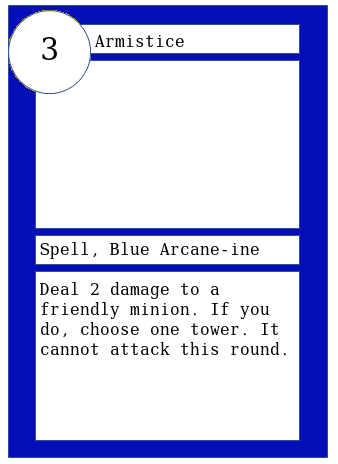 3
Armistice
Spell, Blue Arcane-ine
Deal 2 damage to a
friendly minion. If you
do, choose one tower. It
cannot attack this round.